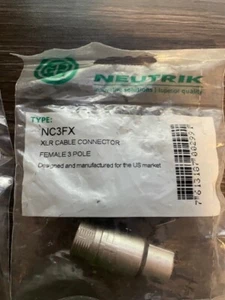 NEUTRIK
TYPE:
NC3FX
XLR CABLE CONNECTOR
FEMALE 3 POLE
Designed and manufactured for the US market